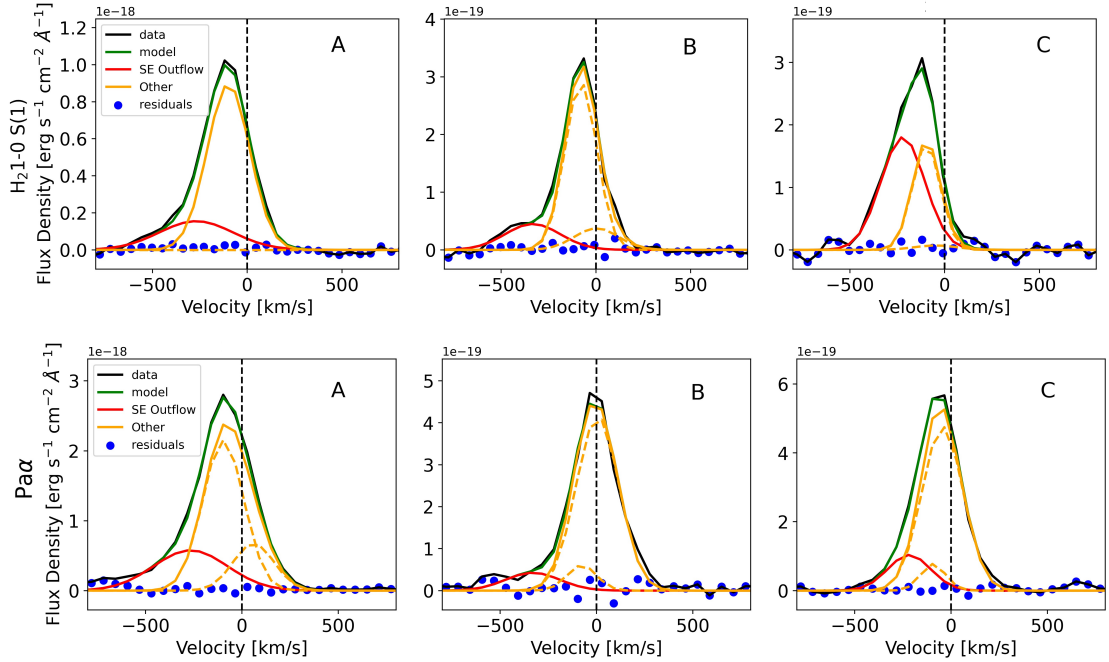 1e−18
1e−19
1e−19
data
model
SE Outflow
Other
residuals
A
B
C
H₂1-0 S(1)
Flux Density [erg s⁻¹ cm⁻² Å⁻¹]
1.2
1.0
0.8
0.6
0.4
0.2
0.0
4
3
2
1
0
3
2
1
0
−500
0
500
−500
0
500
−500
0
500
Velocity [km/s]
Velocity [km/s]
Velocity [km/s]
1e−18
1e−19
1e−19
data
model
SE Outflow
Other
residuals
A
B
C
Paα
Flux Density [erg s⁻¹ cm⁻² Å⁻¹]
3
2
1
0
5
4
3
2
1
0
6
4
2
0
−500
0
500
−500
0
500
−500
0
500
Velocity [km/s]
Velocity [km/s]
Velocity [km/s]